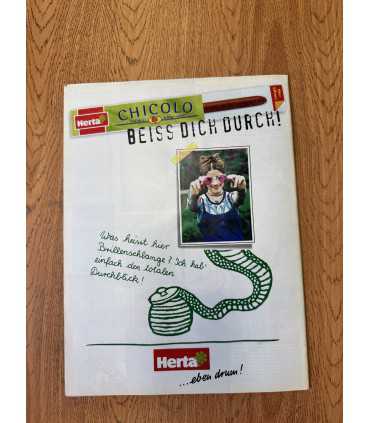 Herta
CHICOLO
BEISS DICH DURCH!
Was heisst hier
Brillenschlange? Ich hab'
einfach den totalen
Durchblick!
Herta
...eben drum!